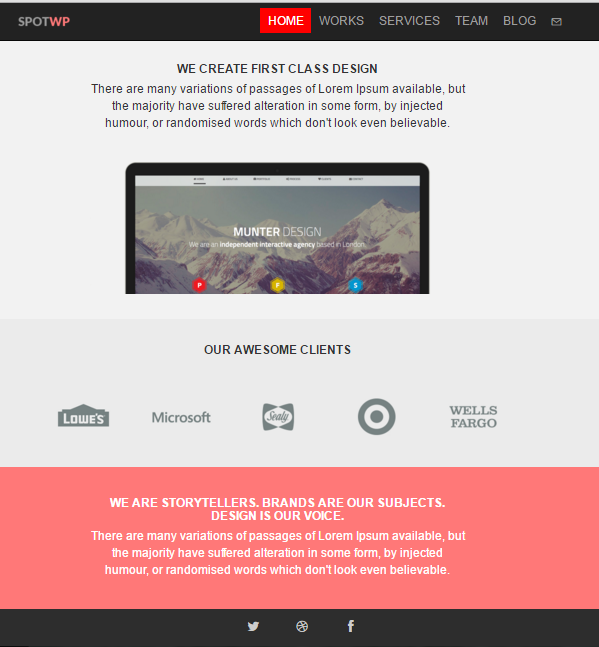 SPOTWP HOME WORKS SERVICES TEAM BLOG
WE CREATE FIRST CLASS DESIGN
There are many variations of passages of Lorem Ipsum available, but
the majority have suffered alteration in some form, by injected
humour, or randomised words which don't look even believable.
MUNTER DESIGN
We are an independent interactive agency based in London.
P F S
OUR AWESOME CLIENTS
LOWE'S Microsoft Sealy WELLS
FARGO
WE ARE STORYTELLERS. BRANDS ARE OUR SUBJECTS.
DESIGN IS OUR VOICE.
There are many variations of passages of Lorem Ipsum available, but
the majority have suffered alteration in some form, by injected
humour, or randomised words which don't look even believable.